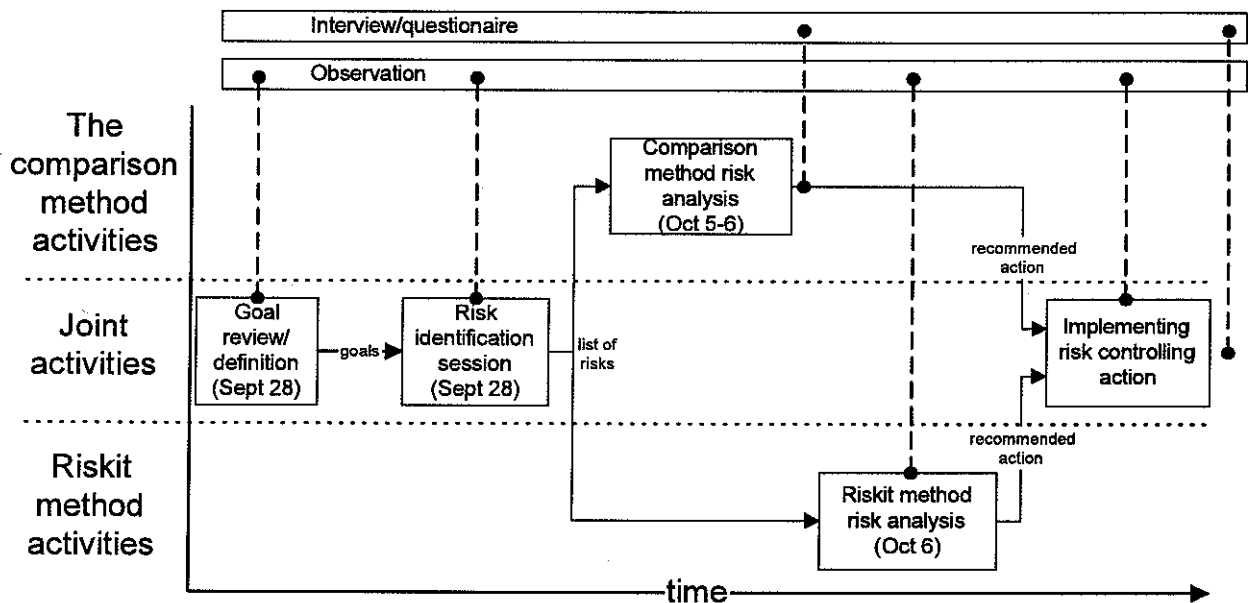 Interview/questionaire
Observation
The
comparison
method
activities
Comparison
method risk
analysis
(Oct 5-6)
recommended
action
Joint
activities
Goal
review/
definition
(Sept 28)
goals
Risk
identification
session
(Sept 28)
list of
risks
Implementing
risk controlling
action
recommended
action
Riskit
method
activities
Riskit method
risk analysis
(Oct 6)
time